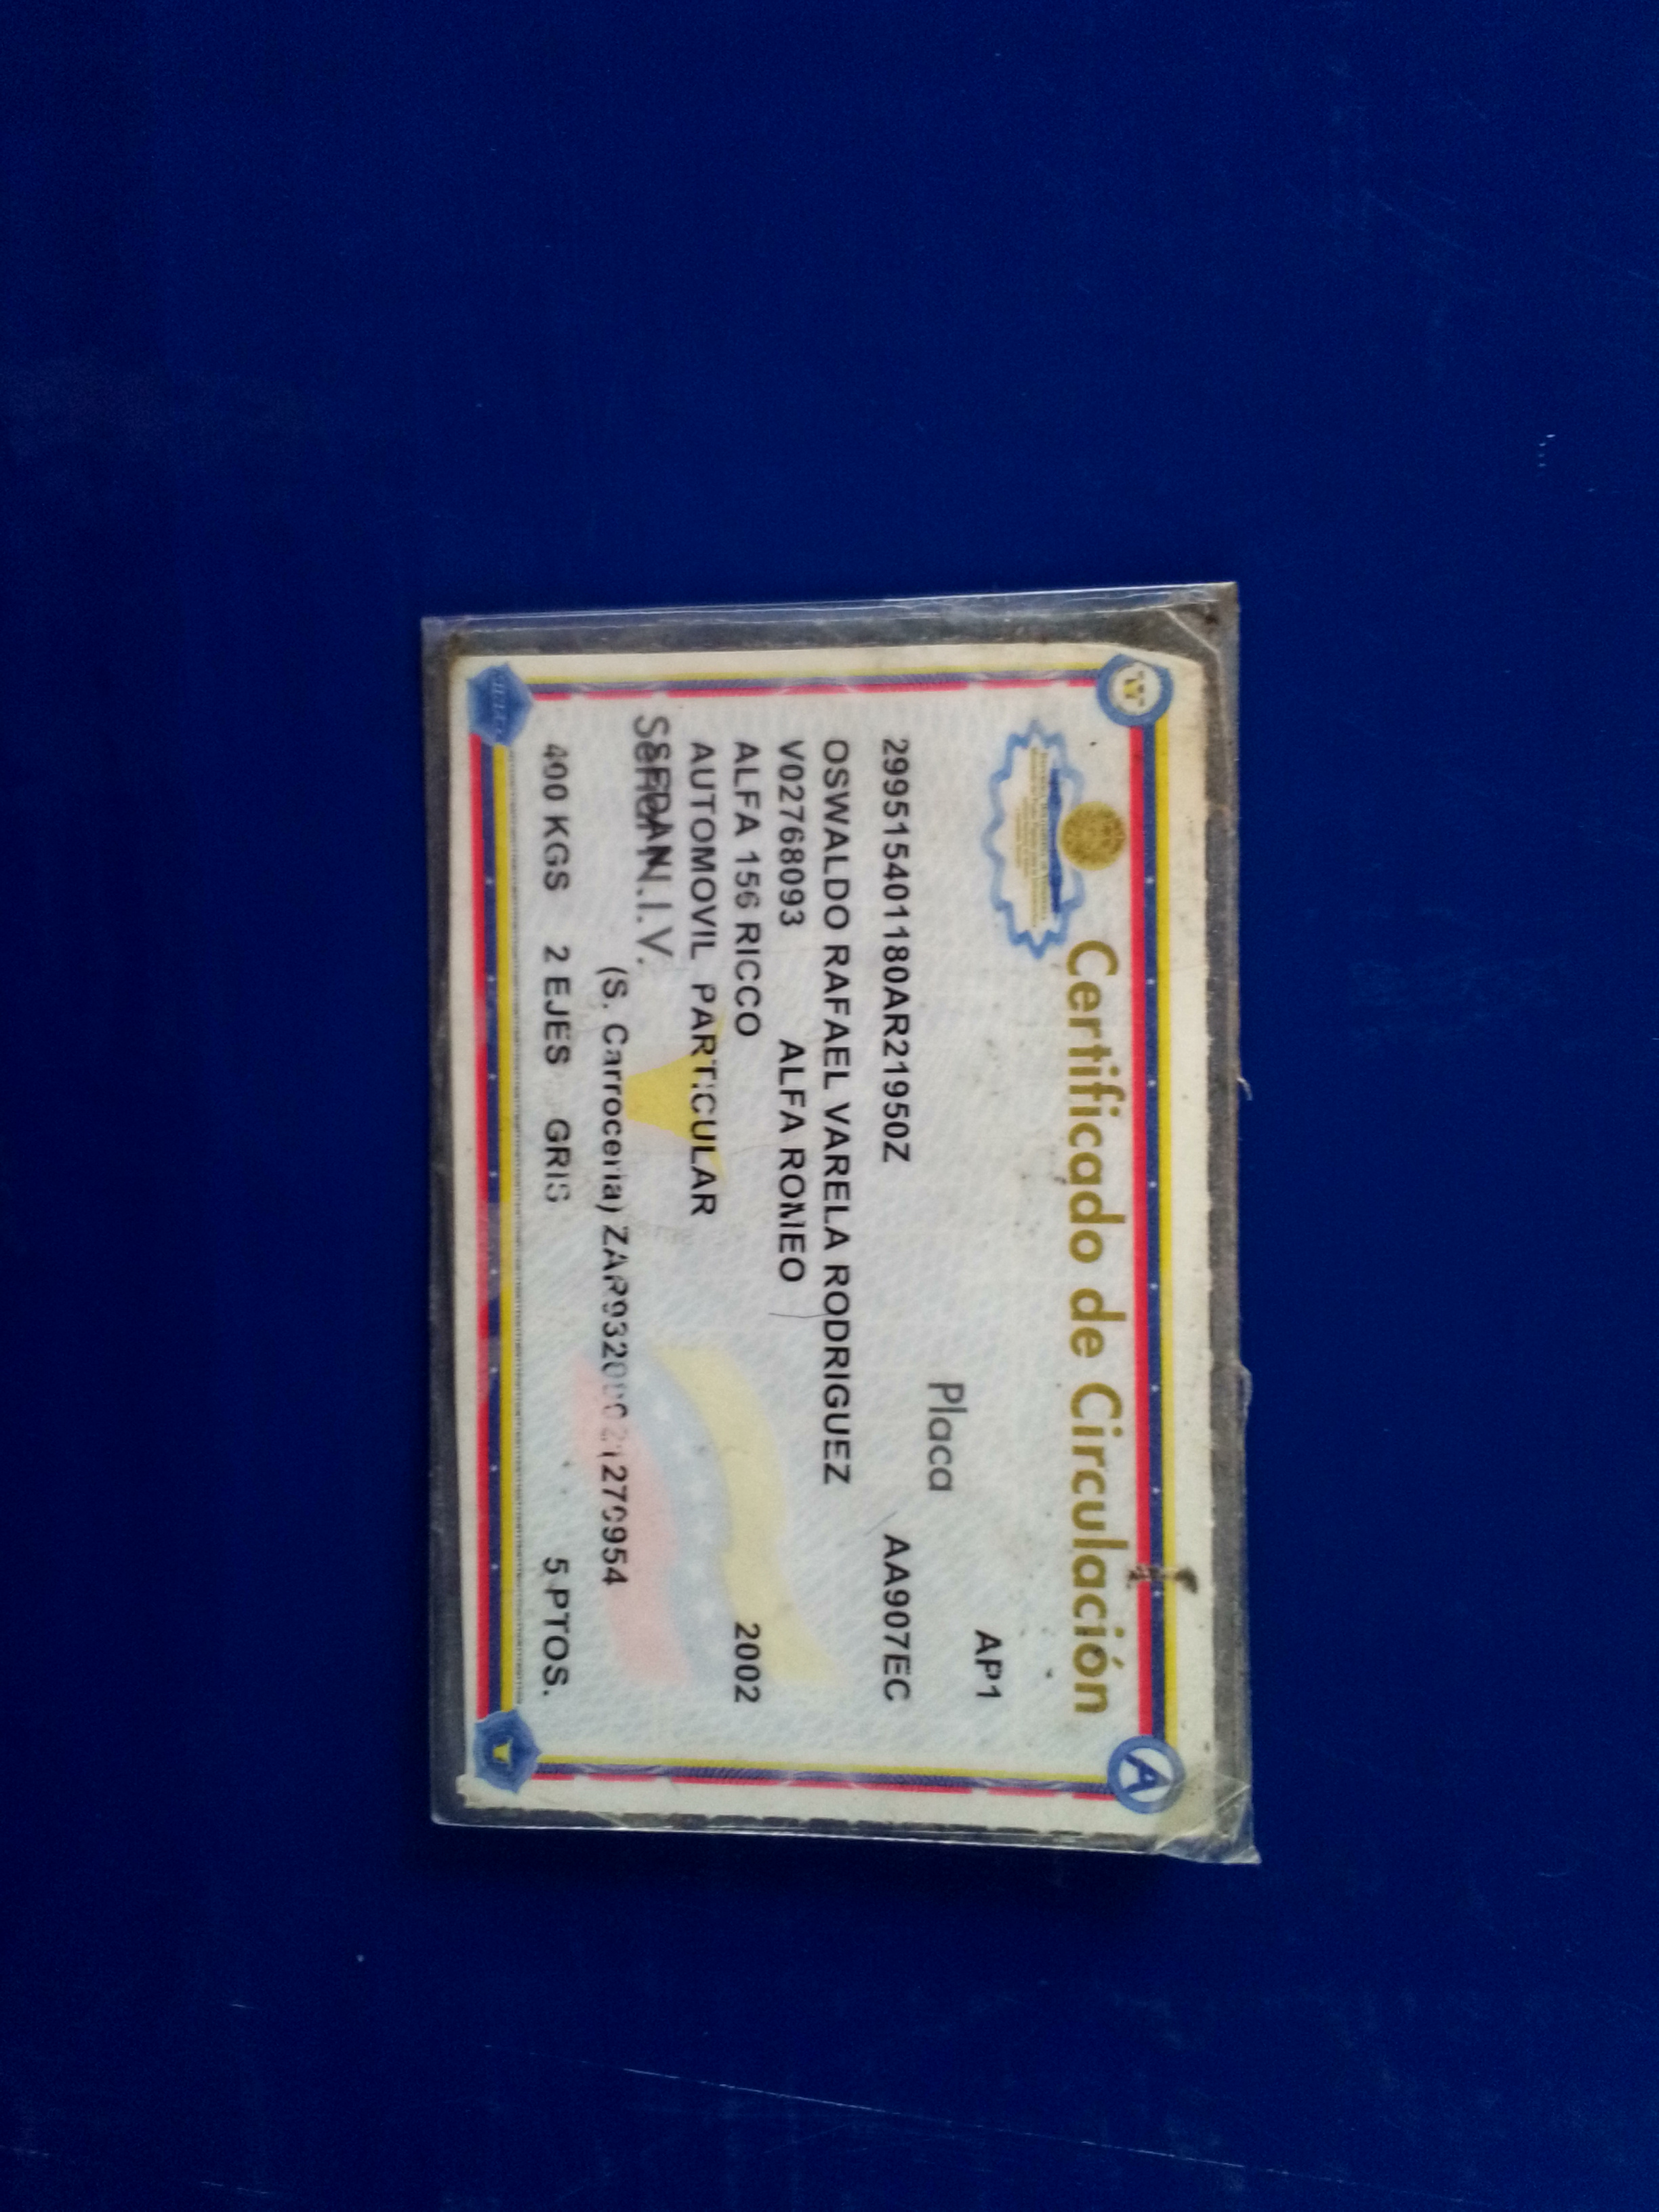 Certificado de Circulación
AP1
Placa
299515401180AR21950Z AA907EC
OSWALDO RAFAEL VARELA RODRIGUEZ
V02768093 ALFA ROMEO
ALFA 156 RICCO 2002
AUTOMOVIL PARTICULAR
SEDAN N.I.V.
(S. Carroceria)
400 KGS 2 EJES GRIS 5 PTOS.